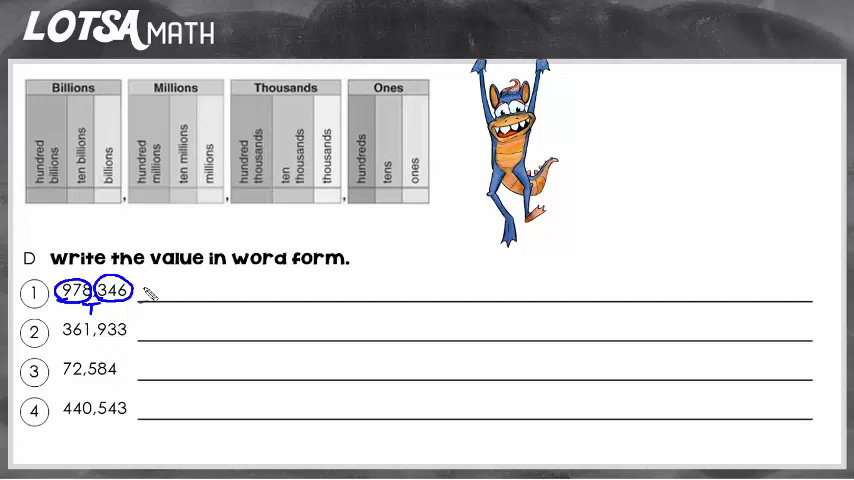 LOTSA MATH
Billions Millions Thousands Ones
hundred billions ten billions billions , hundred millions ten millions millions , hundred thousands ten thousands thousands , hundreds tens ones
D Write the value in word form.
1 978,346
T
2 361,933
3 72,584
4 440,543